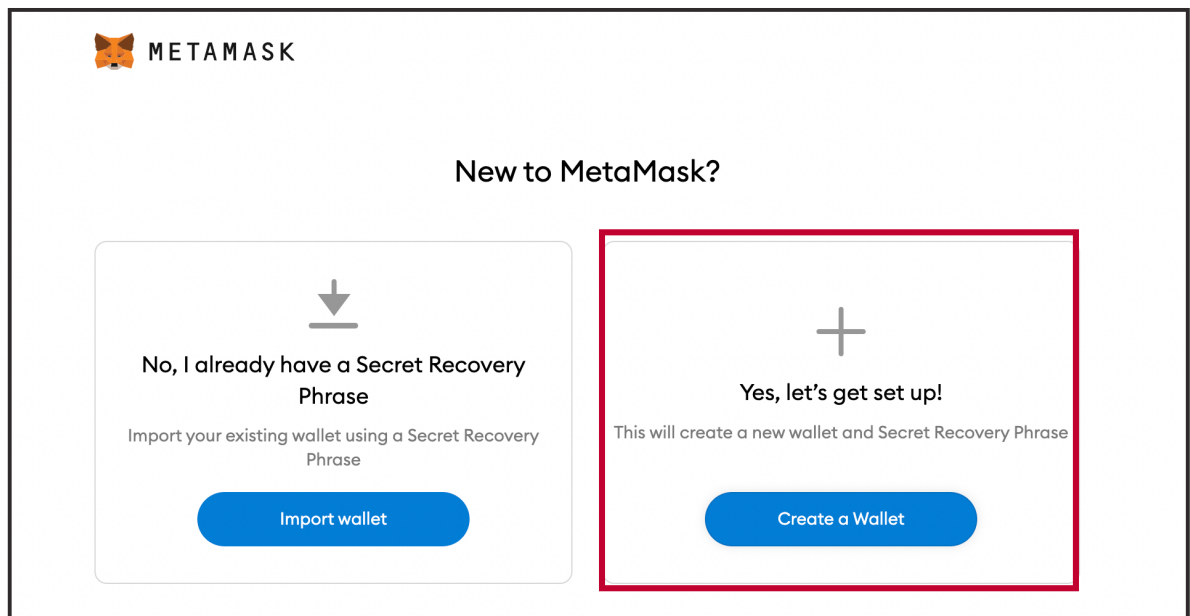 METAMASK
New to MetaMask?
No, I already have a Secret Recovery
Phrase
Import your existing wallet using a Secret Recovery
Phrase
Import wallet
Yes, let’s get set up!
This will create a new wallet and Secret Recovery Phrase
Create a Wallet